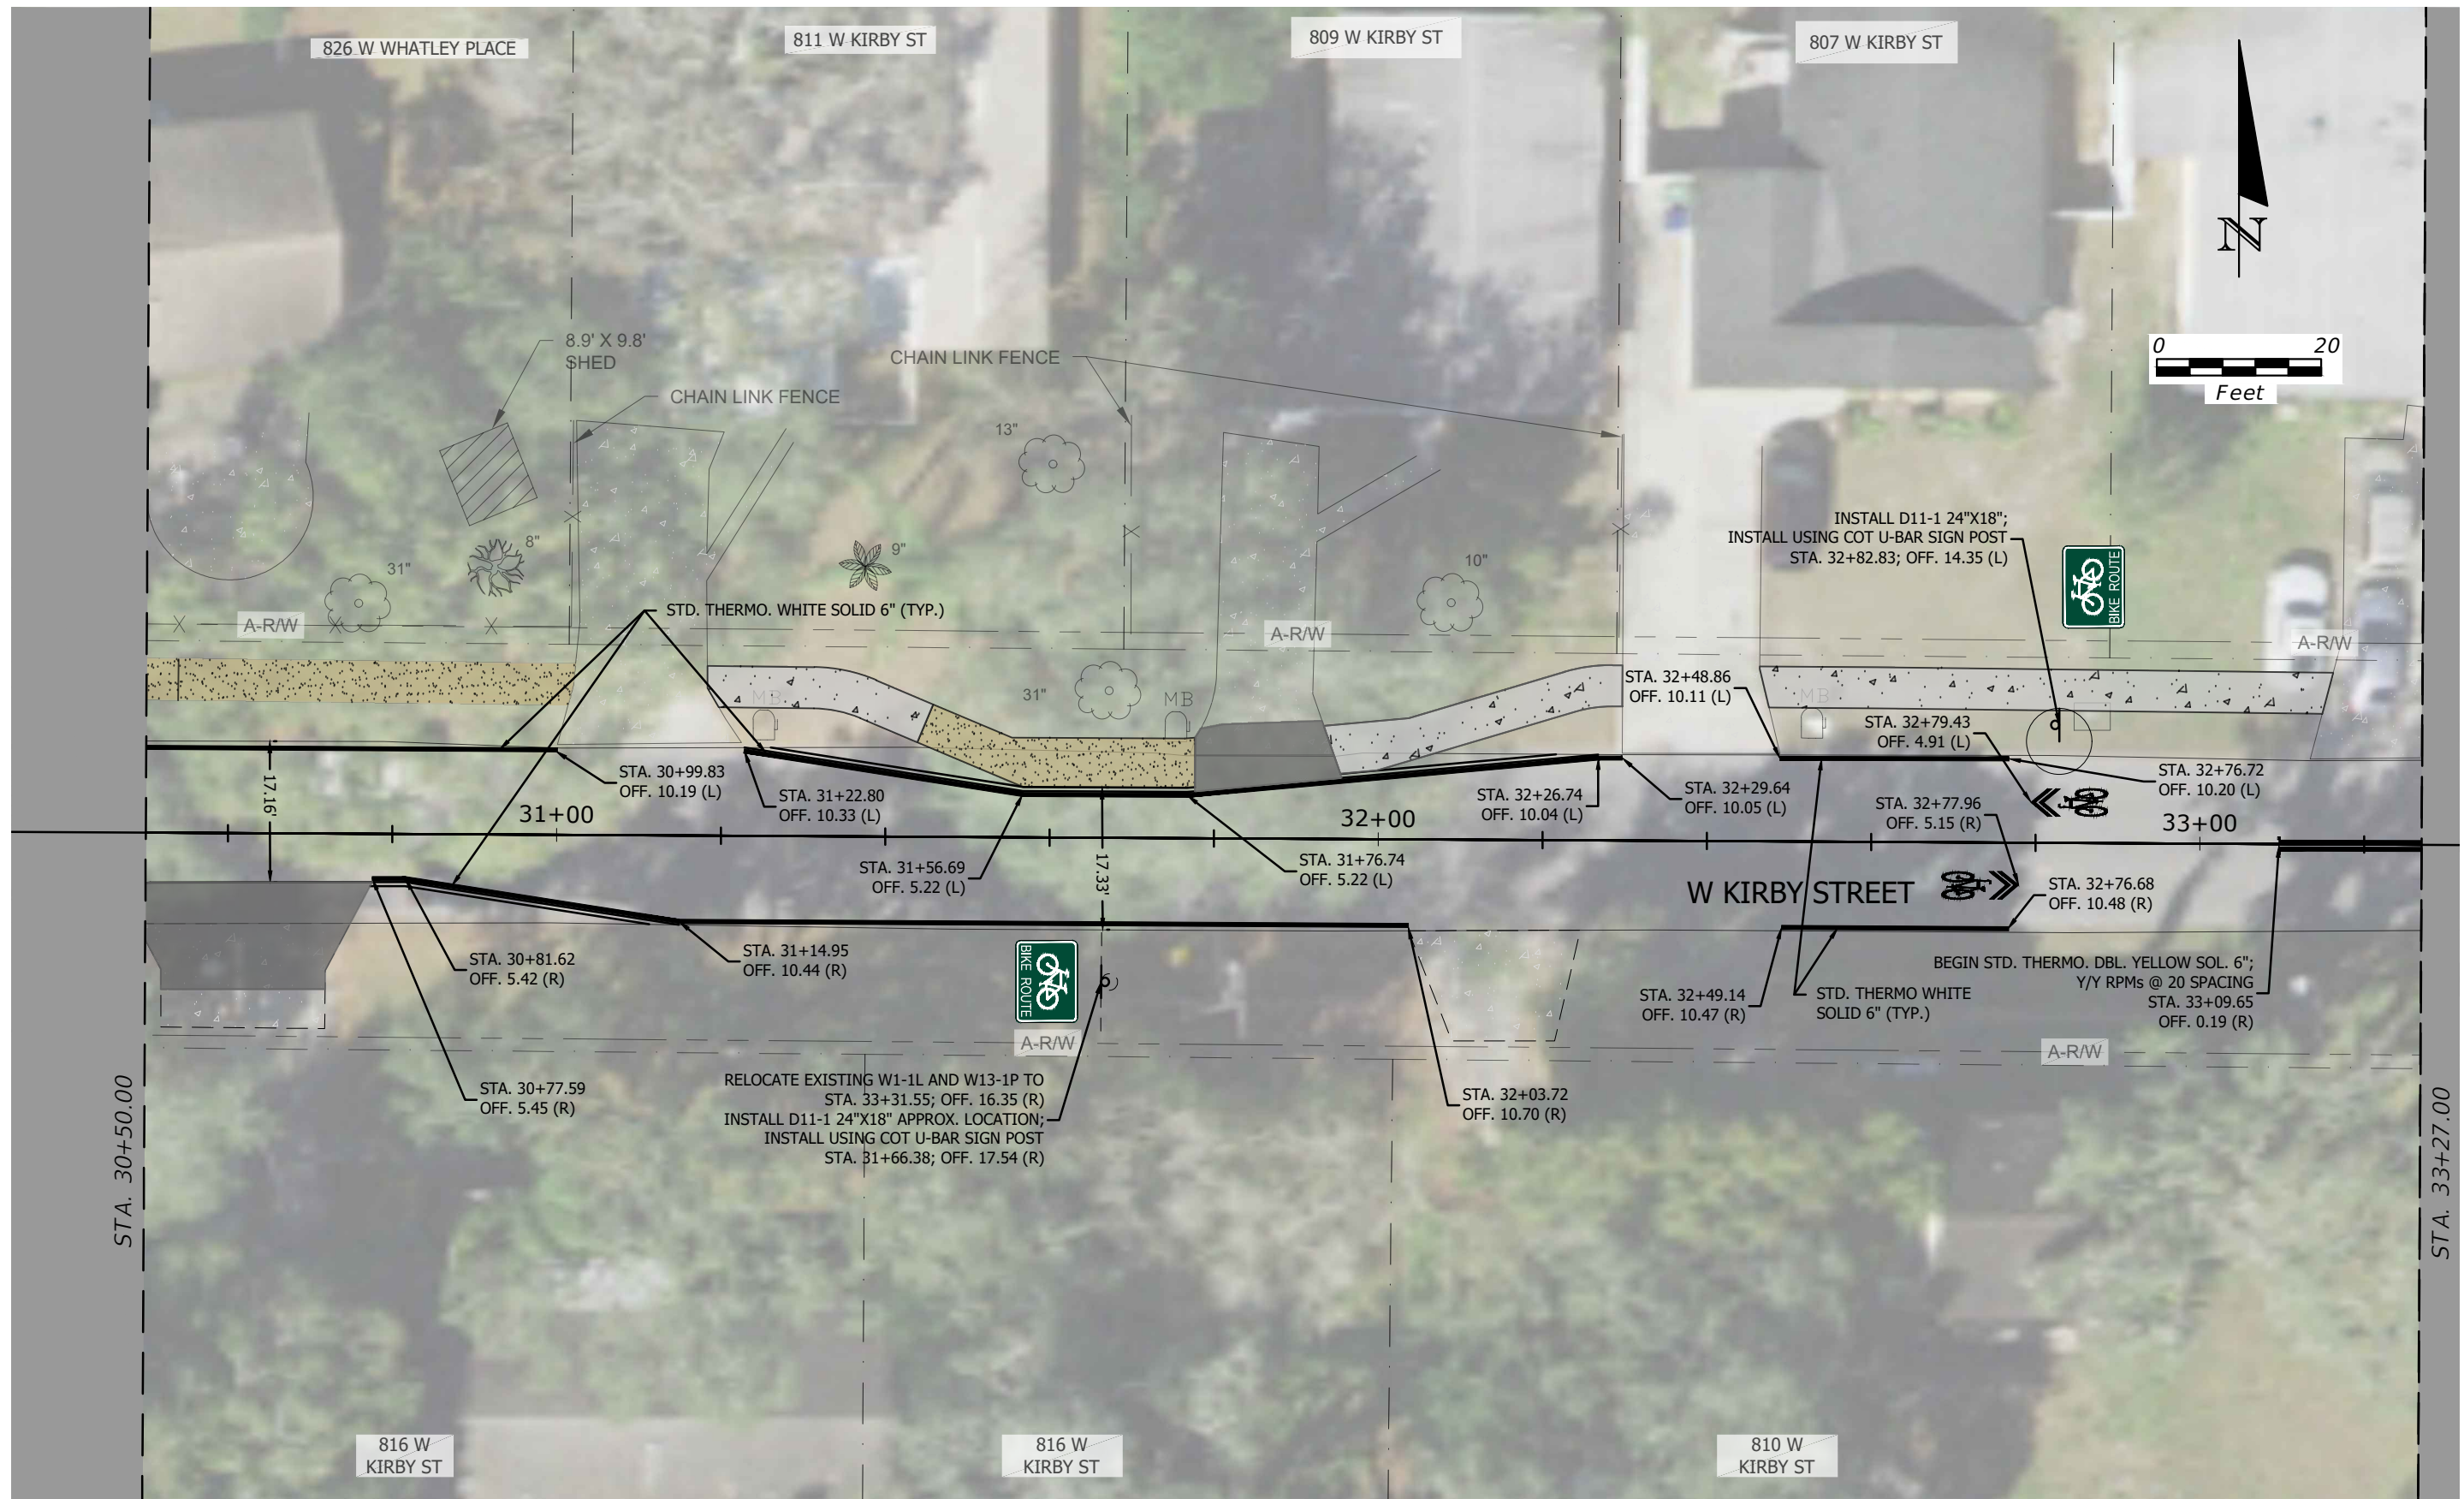 826 W WHATLEY PLACE
811 W KIRBY ST
809 W KIRBY ST
807 W KIRBY ST
N
0 20
Feet
8.9' X 9.8'
SHED
CHAIN LINK FENCE
CHAIN LINK FENCE
13"
31"
8"
9"
10"
INSTALL D11-1 24"X18";
INSTALL USING COT U-BAR SIGN POST
STA. 32+82.83; OFF. 14.35 (L)
BIKE ROUTE
STD. THERMO. WHITE SOLID 6" (TYP.)
A-R/W
A-R/W
A-R/W
MB
31"
MB
MB
STA. 32+48.86
OFF. 10.11 (L)
STA. 32+79.43
OFF. 4.91 (L)
17.16'
STA. 30+99.83
OFF. 10.19 (L)
STA. 31+22.80
OFF. 10.33 (L)
STA. 32+26.74
OFF. 10.04 (L)
STA. 32+29.64
OFF. 10.05 (L)
STA. 32+77.96
OFF. 5.15 (R)
STA. 32+76.72
OFF. 10.20 (L)
31+00
32+00
33+00
STA. 31+56.69
OFF. 5.22 (L)
17.33'
STA. 31+76.74
OFF. 5.22 (L)
W KIRBY STREET
STA. 32+76.68
OFF. 10.48 (R)
STA. 30+81.62
OFF. 5.42 (R)
STA. 31+14.95
OFF. 10.44 (R)
BIKE ROUTE
STA. 32+49.14
OFF. 10.47 (R)
STD. THERMO WHITE
SOLID 6" (TYP.)
BEGIN STD. THERMO. DBL. YELLOW SOL. 6";
Y/Y RPMs @ 20 SPACING
STA. 33+09.65
OFF. 0.19 (R)
A-R/W
A-R/W
STA. 30+77.59
OFF. 5.45 (R)
RELOCATE EXISTING W1-1L AND W13-1P TO
STA. 33+31.55; OFF. 16.35 (R)
INSTALL D11-1 24"X18" APPROX. LOCATION;
INSTALL USING COT U-BAR SIGN POST
STA. 31+66.38; OFF. 17.54 (R)
STA. 32+03.72
OFF. 10.70 (R)
STA. 30+50.00
STA. 33+27.00
816 W
KIRBY ST
816 W
KIRBY ST
810 W
KIRBY ST